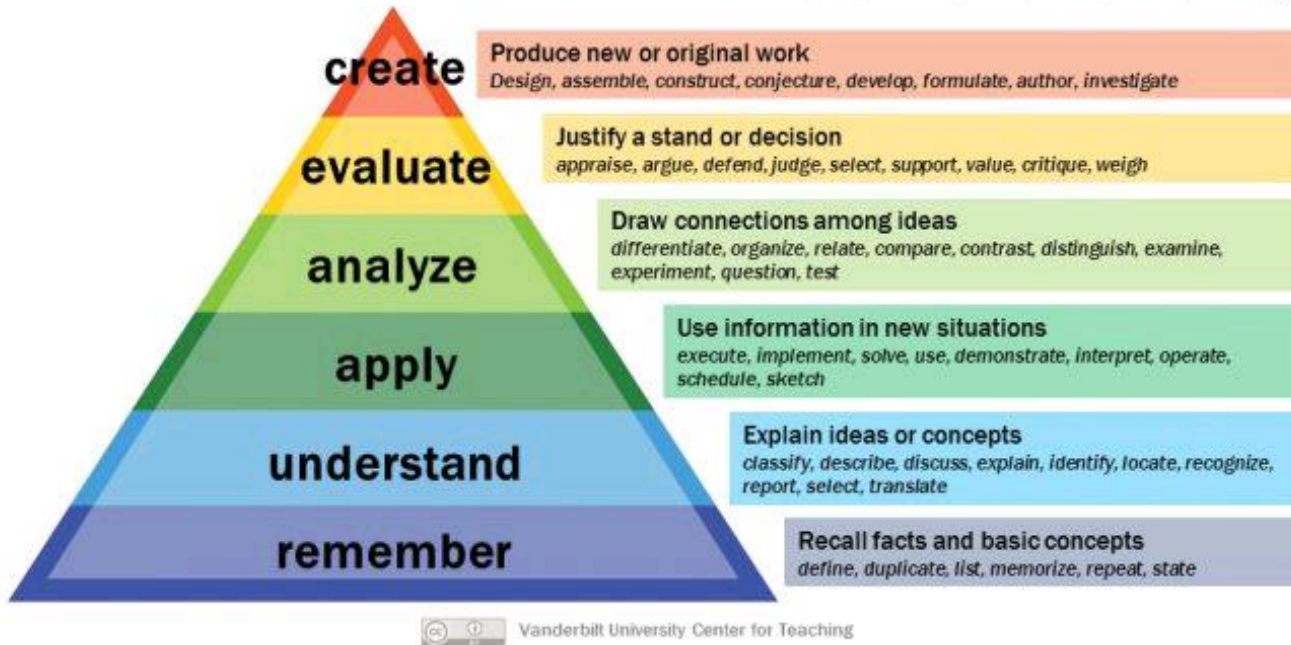 create
Produce new or original work
Design, assemble, construct, conjecture, develop, formulate, author, investigate
evaluate
Justify a stand or decision
appraise, argue, defend, judge, select, support, value, critique, weigh
analyze
Draw connections among ideas
differentiate, organize, relate, compare, contrast, distinguish, examine,
experiment, question, test
apply
Use information in new situations
execute, implement, solve, use, demonstrate, interpret, operate,
schedule, sketch
understand
Explain ideas or concepts
classify, describe, discuss, explain, identify, locate, recognize,
report, select, translate
remember
Recall facts and basic concepts
define, duplicate, list, memorize, repeat, state
cc
Vanderbilt University Center for Teaching